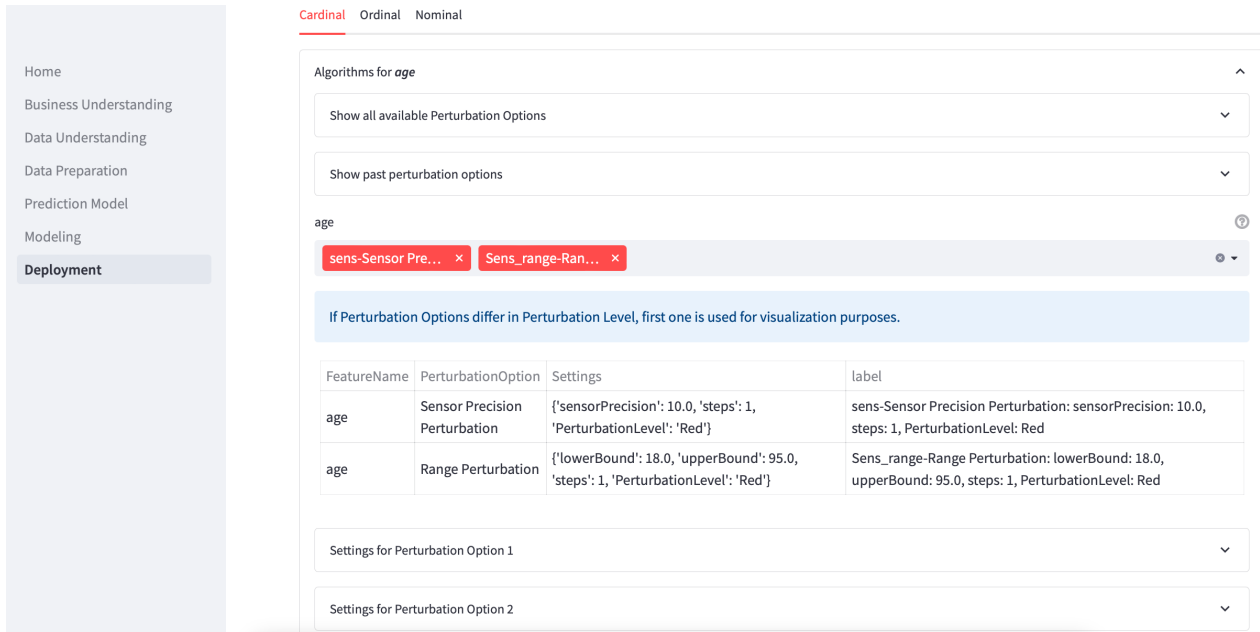 Home
Business Understanding
Data Understanding
Data Preparation
Prediction Model
Modeling
Deployment
Cardinal Ordinal Nominal
Algorithms for age
Show all available Perturbation Options
Show past perturbation options
age
sens-Sensor Pre... × Sens_range-Ran... ×
If Perturbation Options differ in Perturbation Level, first one is used for visualization purposes.
FeatureName PerturbationOption Settings label
age Sensor Precision Perturbation {'sensorPrecision': 10.0, 'steps': 1, 'PerturbationLevel': 'Red'} sens-Sensor Precision Perturbation: sensorPrecision: 10.0, steps: 1, PerturbationLevel: Red
age Range Perturbation {'lowerBound': 18.0, 'upperBound': 95.0, 'steps': 1, 'PerturbationLevel': 'Red'} Sens_range-Range Perturbation: lowerBound: 18.0, upperBound: 95.0, steps: 1, PerturbationLevel: Red
Settings for Perturbation Option 1
Settings for Perturbation Option 2